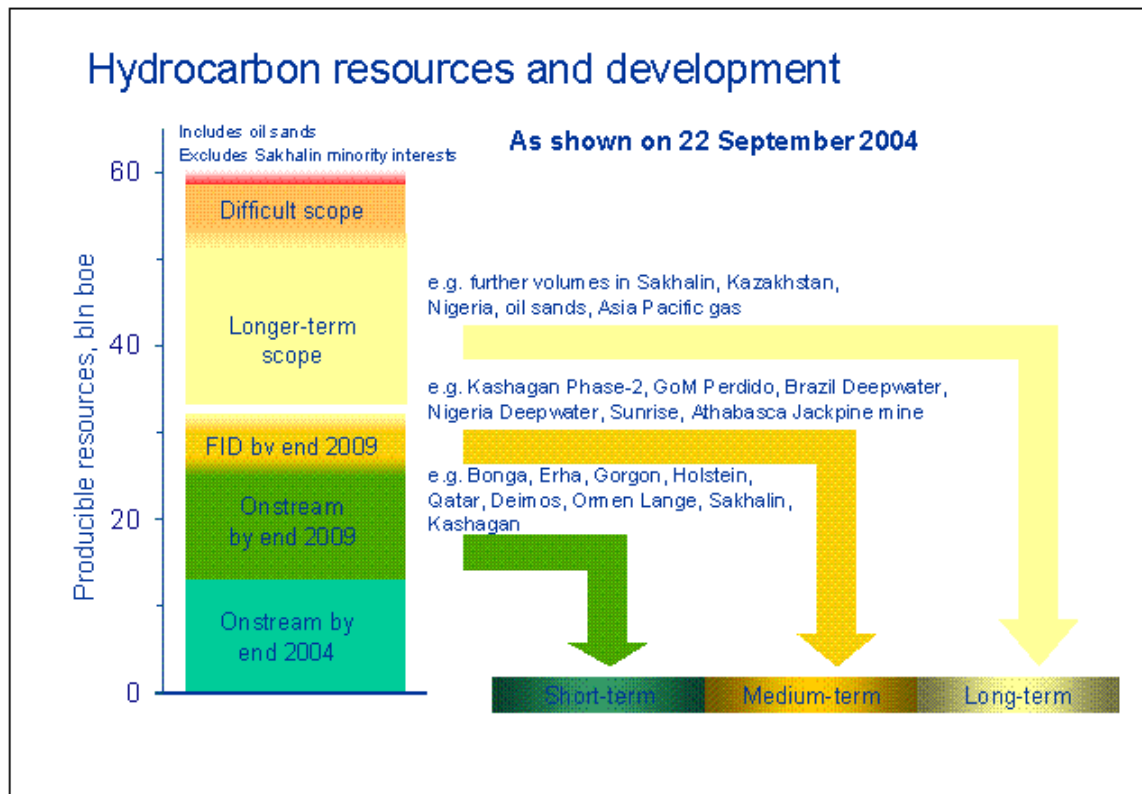 Hydrocarbon resources and development
Includes oil sands
Excludes Sakhalin minority interests
As shown on 22 September 2004
Producible resources, bln boe
60
40
20
0
Difficult scope
Longer-term
scope
FID by end 2009
Onstream
by end 2009
Onstream by
end 2004
e.g. further volumes in Sakhalin, Kazakhstan,
Nigeria, oil sands, Asia Pacific gas
e.g. Kashagan Phase-2, GoM Perdido, Brazil Deepwater,
Nigeria Deepwater, Sunrise, Athabasca Jackpine mine
e.g. Bonga, Erha, Gorgon, Holstein,
Qatar, Deimos, Ormen Lange, Sakhalin,
Kashagan
Short-term
Medium-term
Long-term